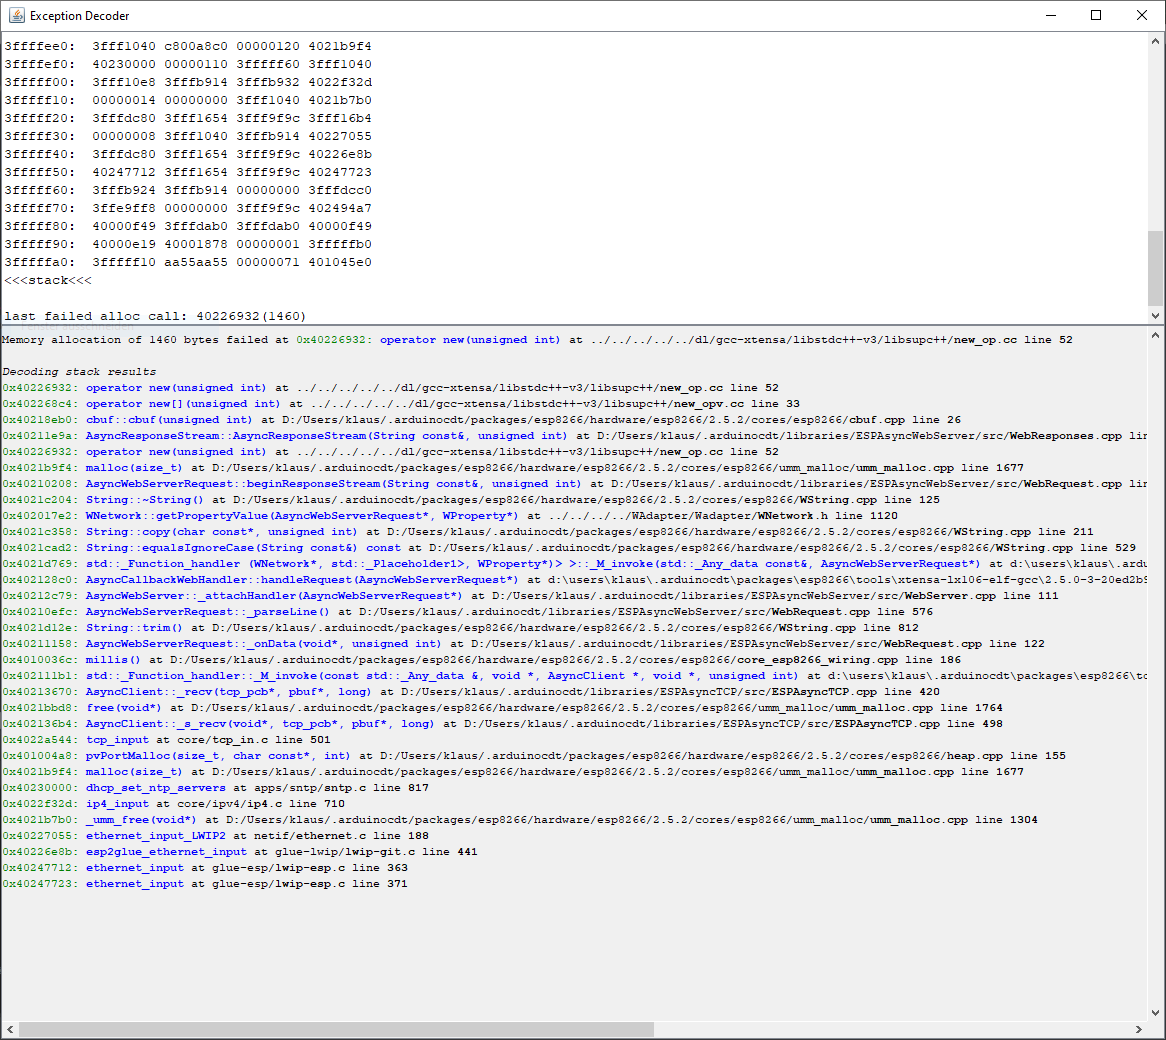 Exception Decoder
3ffffee0:  3fff1040 c800a8c0 00000120 4021b9f4
3ffffef0:  40230000 00000110 3fffff60 3fff1040
3fffff00:  3fff10e8 3fffb914 3fffb932 4022f32d
3fffff10:  00000014 00000000 3fff1040 4021b7b0
3fffff20:  3fffdc80 3fff1654 3fff9f9c 3fff16b4
3fffff30:  00000008 3fff1040 3fffb914 40227055
3fffff40:  3fffdc80 3fff1654 3fff9f9c 40226e8b
3fffff50:  40247712 3fff1654 3fff9f9c 40247723
3fffff60:  3fffb924 3fffb914 00000000 3fffdcc0
3fffff70:  3ffe9ff8 00000000 3fff9f9c 402494a7
3fffff80:  40000f49 3fffdab0 3fffdab0 40000f49
3fffff90:  40000e19 40001878 00000001 3fffffb0
3fffffa0:  3fffff10 aa55aa55 00000071 401045e0
<<<stack<<<
last failed alloc call: 40226932(1460)
Fenster ausschneiden
Memory allocation of 1460 bytes failed at 0x40226932: operator new(unsigned int) at ../../../../../dl/gcc-xtensa/libstdc++-v3/libsupc++/new_op.cc line 52
Decoding stack results
0x40226932: operator new(unsigned int) at ../../../../../dl/gcc-xtensa/libstdc++-v3/libsupc++/new_op.cc line 52
0x402268c4: operator new[](unsigned int) at ../../../../../dl/gcc-xtensa/libstdc++-v3/libsupc++/new_opv.cc line 33
0x40218eb0: cbuf::cbuf(unsigned int) at D:/Users/klaus/.arduinocdt/packages/esp8266/hardware/esp8266/2.5.2/cores/esp8266/cbuf.cpp line 26
0x40211e9a: AsyncResponseStream::AsyncResponseStream(String const&, unsigned int) at D:/Users/klaus/.arduinocdt/libraries/ESPAsyncWebServer/src/WebResponses.cpp lin
0x40226932: operator new(unsigned int) at ../../../../../dl/gcc-xtensa/libstdc++-v3/libsupc++/new_op.cc line 52
0x4021b9f4: malloc(size_t) at D:/Users/klaus/.arduinocdt/packages/esp8266/hardware/esp8266/2.5.2/cores/esp8266/umm_malloc/umm_malloc.cpp line 1677
0x40210208: AsyncWebServerRequest::beginResponseStream(String const&, unsigned int) at D:/Users/klaus/.arduinocdt/libraries/ESPAsyncWebServer/src/WebRequest.cpp lin
0x4021c204: String::~String() at D:/Users/klaus/.arduinocdt/packages/esp8266/hardware/esp8266/2.5.2/cores/esp8266/WString.cpp line 125
0x402017e2: WNetwork::getPropertyValue(AsyncWebServerRequest*, WProperty*) at ../../../../WAdapter/Wadapter/WNetwork.h line 1120
0x4021c358: String::copy(char const*, unsigned int) at D:/Users/klaus/.arduinocdt/packages/esp8266/hardware/esp8266/2.5.2/cores/esp8266/WString.cpp line 211
0x4021cad2: String::equalsIgnoreCase(String const&) const at D:/Users/klaus/.arduinocdt/packages/esp8266/hardware/esp8266/2.5.2/cores/esp8266/WString.cpp line 529
0x4021d769: std::_Function_handler (WNetwork*, std::_Placeholder1>, WProperty*)> >::_M_invoke(std::_Any_data const&, AsyncWebServerRequest*) at d:\users\klaus\.ardu
0x402128c0: AsyncCallbackWebHandler::handleRequest(AsyncWebServerRequest*) at d:\users\klaus\.arduinocdt\packages\esp8266\tools\xtensa-lx106-elf-gcc\2.5.0-3-20ed2b9
0x40212c79: AsyncWebServer::_attachHandler(AsyncWebServerRequest*) at D:/Users/klaus/.arduinocdt/libraries/ESPAsyncWebServer/src/WebServer.cpp line 111
0x40210efc: AsyncWebServerRequest::_parseLine() at D:/Users/klaus/.arduinocdt/libraries/ESPAsyncWebServer/src/WebRequest.cpp line 576
0x4021d12e: String::trim() at D:/Users/klaus/.arduinocdt/packages/esp8266/hardware/esp8266/2.5.2/cores/esp8266/WString.cpp line 812
0x40211158: AsyncWebServerRequest::_onData(void*, unsigned int) at D:/Users/klaus/.arduinocdt/libraries/ESPAsyncWebServer/src/WebRequest.cpp line 122
0x4010036c: millis() at D:/Users/klaus/.arduinocdt/packages/esp8266/hardware/esp8266/2.5.2/cores/esp8266/core_esp8266_wiring.cpp line 186
0x402111b1: std::_Function_handler::_M_invoke(const std::_Any_data &, void *, AsyncClient *, void *, unsigned int) at d:\users\klaus\.arduinocdt\packages\esp8266\to
0x40213670: AsyncClient::_recv(tcp_pcb*, pbuf*, long) at D:/Users/klaus/.arduinocdt/libraries/ESPAsyncTCP/src/ESPAsyncTCP.cpp line 420
0x4021bbd8: free(void*) at D:/Users/klaus/.arduinocdt/packages/esp8266/hardware/esp8266/2.5.2/cores/esp8266/umm_malloc/umm_malloc.cpp line 1764
0x402136b4: AsyncClient::_s_recv(void*, tcp_pcb*, pbuf*, long) at D:/Users/klaus/.arduinocdt/libraries/ESPAsyncTCP/src/ESPAsyncTCP.cpp line 498
0x4022a544: tcp_input at core/tcp_in.c line 501
0x401004a8: pvPortMalloc(size_t, char const*, int) at D:/Users/klaus/.arduinocdt/packages/esp8266/hardware/esp8266/2.5.2/cores/esp8266/heap.cpp line 155
0x4021b9f4: malloc(size_t) at D:/Users/klaus/.arduinocdt/packages/esp8266/hardware/esp8266/2.5.2/cores/esp8266/umm_malloc/umm_malloc.cpp line 1677
0x40230000: dhcp_set_ntp_servers at apps/sntp/sntp.c line 817
0x4022f32d: ip4_input at core/ipv4/ip4.c line 710
0x4021b7b0: _umm_free(void*) at D:/Users/klaus/.arduinocdt/packages/esp8266/hardware/esp8266/2.5.2/cores/esp8266/umm_malloc/umm_malloc.cpp line 1304
0x40227055: ethernet_input_LWIP2 at netif/ethernet.c line 188
0x40226e8b: esp2glue_ethernet_input at glue-lwip/lwip-git.c line 441
0x40247712: ethernet_input at glue-esp/lwip-esp.c line 363
0x40247723: ethernet_input at glue-esp/lwip-esp.c line 371